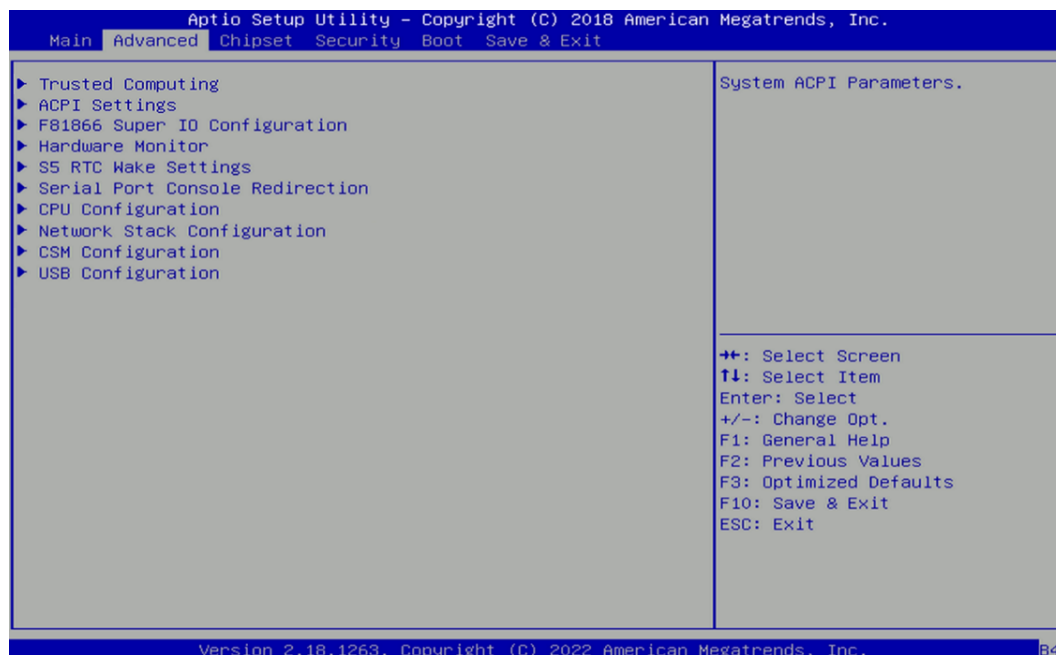 Aptio Setup Utility – Copyright (C) 2018 American Megatrends, Inc.
Main Advanced Chipset Security Boot Save & Exit
▶ Trusted Computing
▶ ACPI Settings
▶ F81866 Super IO Configuration
▶ Hardware Monitor
▶ S5 RTC Wake Settings
▶ Serial Port Console Redirection
▶ CPU Configuration
▶ Network Stack Configuration
▶ CSM Configuration
▶ USB Configuration
System ACPI Parameters.
→←: Select Screen
↑↓: Select Item
Enter: Select
+/-: Change Opt.
F1: General Help
F2: Previous Values
F3: Optimized Defaults
F10: Save & Exit
ESC: Exit
Version 2.18.1263. Copyright (C) 2022 American Megatrends, Inc.